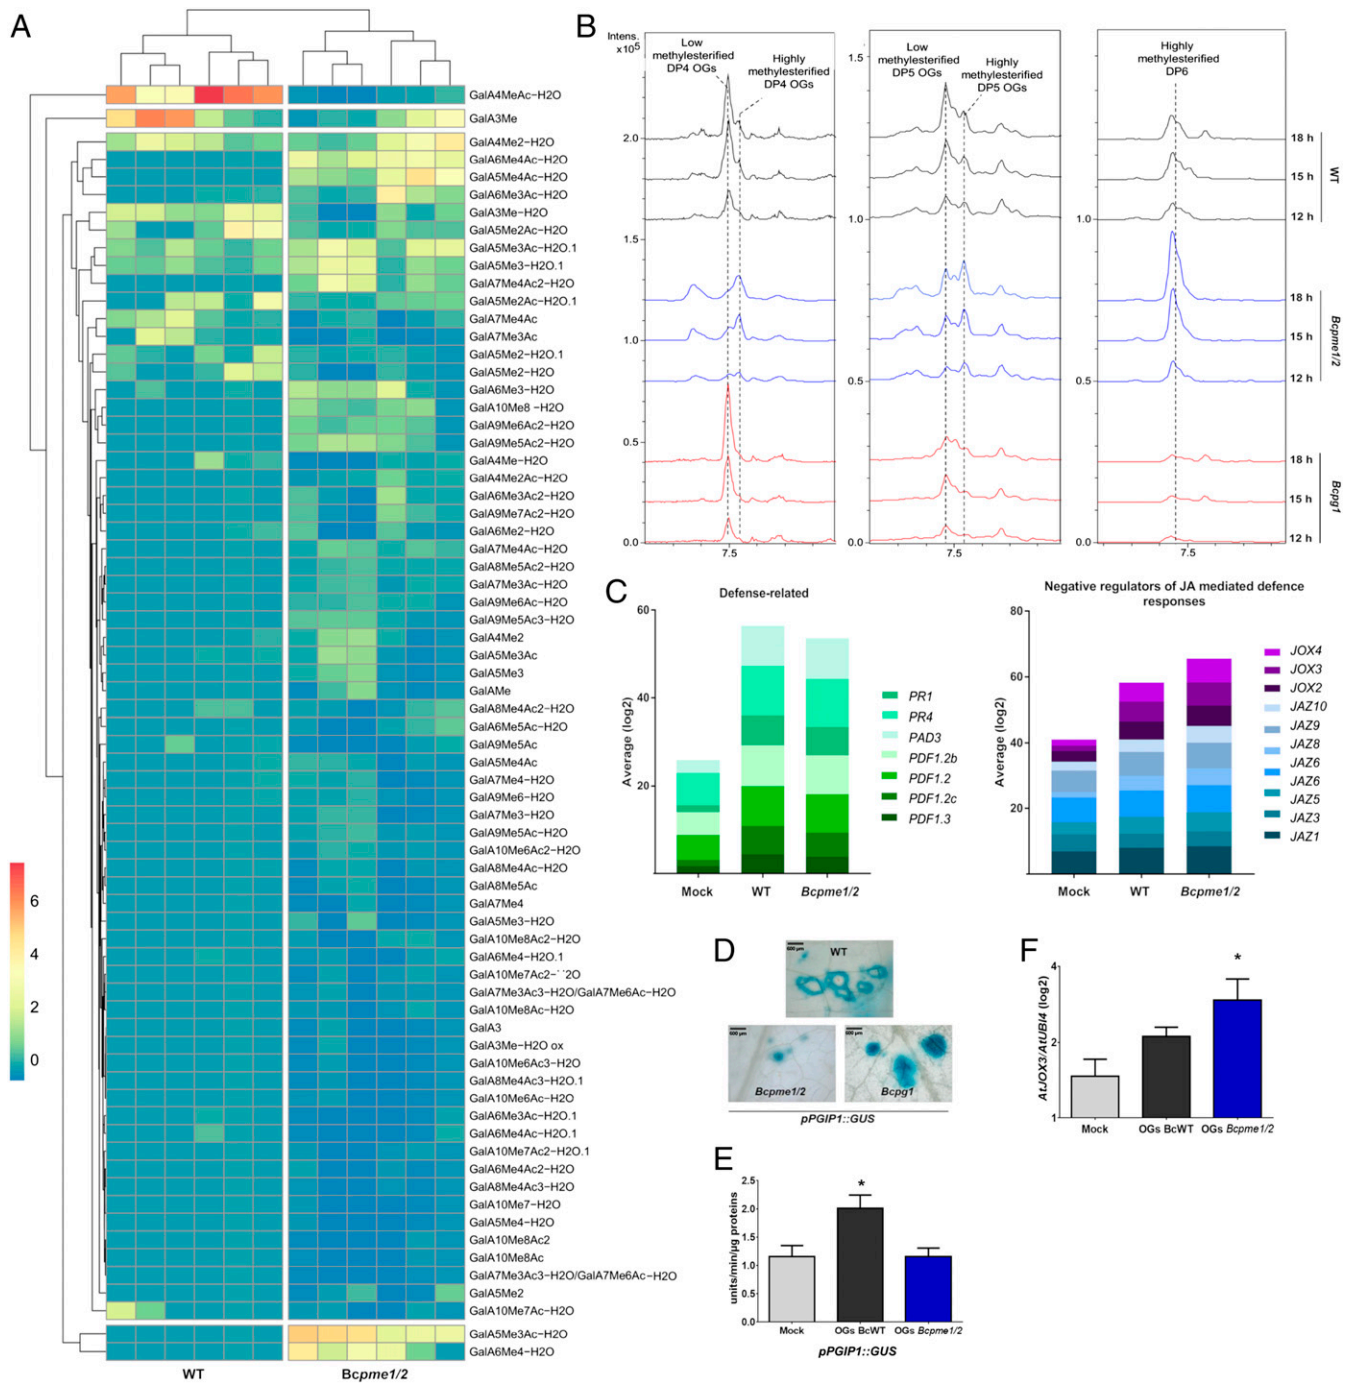 A
GalA4MeAc−H2O
GalA3Me
GalA4Me2−H2O
GalA6Me4Ac−H2O
GalA5Me4Ac−H2O
GalA6Me3Ac−H2O
GalA3Me−H2O
GalA5Me2Ac−H2O
GalA5Me3Ac−H2O.1
GalA5Me3−H2O.1
GalA7Me4Ac2−H2O
GalA5Me2Ac−H2O.1
GalA7Me4Ac
GalA7Me3Ac
GalA5Me2−H2O.1
GalA5Me2−H2O
GalA6Me3−H2O
GalA10Me8 −H2O
GalA9Me6Ac2−H2O
GalA9Me5Ac2−H2O
GalA4Me−H2O
GalA4Me2Ac−H2O
GalA6Me3Ac2−H2O
GalA9Me7Ac2−H2O
GalA6Me2−H2O
GalA7Me4Ac−H2O
GalA8Me5Ac2−H2O
GalA7Me3Ac−H2O
GalA9Me6Ac−H2O
GalA9Me5Ac3−H2O
GalA4Me2
GalA5Me3Ac
GalA5Me3
GalAMe
GalA8Me4Ac2−H2O
GalA6Me5Ac−H2O
GalA9Me5Ac
GalA5Me4Ac
GalA7Me4−H2O
GalA9Me6−H2O
GalA7Me3−H2O
GalA9Me5Ac−H2O
GalA10Me6Ac2−H2O
GalA8Me4Ac−H2O
GalA8Me5Ac
GalA7Me4
GalA5Me3−H2O
GalA10Me8Ac2−H2O
GalA6Me4−H2O.1
GalA10Me7Ac2−``2O
GalA7Me3Ac3−H2O/GalA7Me6Ac−H2O
GalA10Me8Ac−H2O
GalA3
GalA3Me−H2O ox
GalA10Me6Ac3−H2O
GalA8Me4Ac3−H2O.1
GalA10Me6Ac−H2O
GalA6Me3Ac−H2O.1
GalA6Me4Ac−H2O.1
GalA10Me7Ac2−H2O.1
GalA6Me4Ac2−H2O
GalA8Me4Ac3−H2O
GalA10Me7−H2O
GalA5Me4−H2O
GalA10Me8Ac2
GalA10Me8Ac
GalA7Me3Ac3−H2O/GalA7Me6Ac−H2O
GalA5Me2
GalA10Me7Ac−H2O
GalA5Me3Ac−H2O
GalA6Me4−H2O
6
4
2
0
WT
Bcpme1/2
B
Intens.
x10⁵
2.0
1.5
1.0
0.5
0.0
7.5
Low
methylesterified
DP4 OGs
Highly
methylesterified
DP4 OGs
1.5
1.0
0.5
0.0
7.5
Low
methylesterified
DP5 OGs
Highly
methylesterified
DP5 OGs
1.0
0.5
0.0
7.5
Highly
methylesterified
DP6
18 h
15 h
12 h
WT
18 h
15 h
12 h
Bcpme1/2
18 h
15 h
12 h
Bcpg1
C
Defense-related
Average (log2)
60
40
20
Mock
WT
Bcpme1/2
PR1
PR4
PAD3
PDF1.2b
PDF1.2
PDF1.2c
PDF1.3
Negative regulators of JA mediated defence
responses
Average (log2)
80
60
40
20
Mock
WT
Bcpme1/2
JOX4
JOX3
JOX2
JAZ10
JAZ9
JAZ8
JAZ6
JAZ6
JAZ5
JAZ3
JAZ1
D
500 µm
WT
500 µm
Bcpme1/2
500 µm
Bcpg1
pPGIP1::GUS
E
units/min/µg proteins
2.5
2.0
1.5
1.0
0.5
0.0
*
Mock
OGs BcWT
OGs Bcpme1/2
pPGIP1::GUS
F
AtJOX3/AtUBI4 (log2)
4
2
1
*
Mock
OGs BcWT
OGs Bcpme1/2